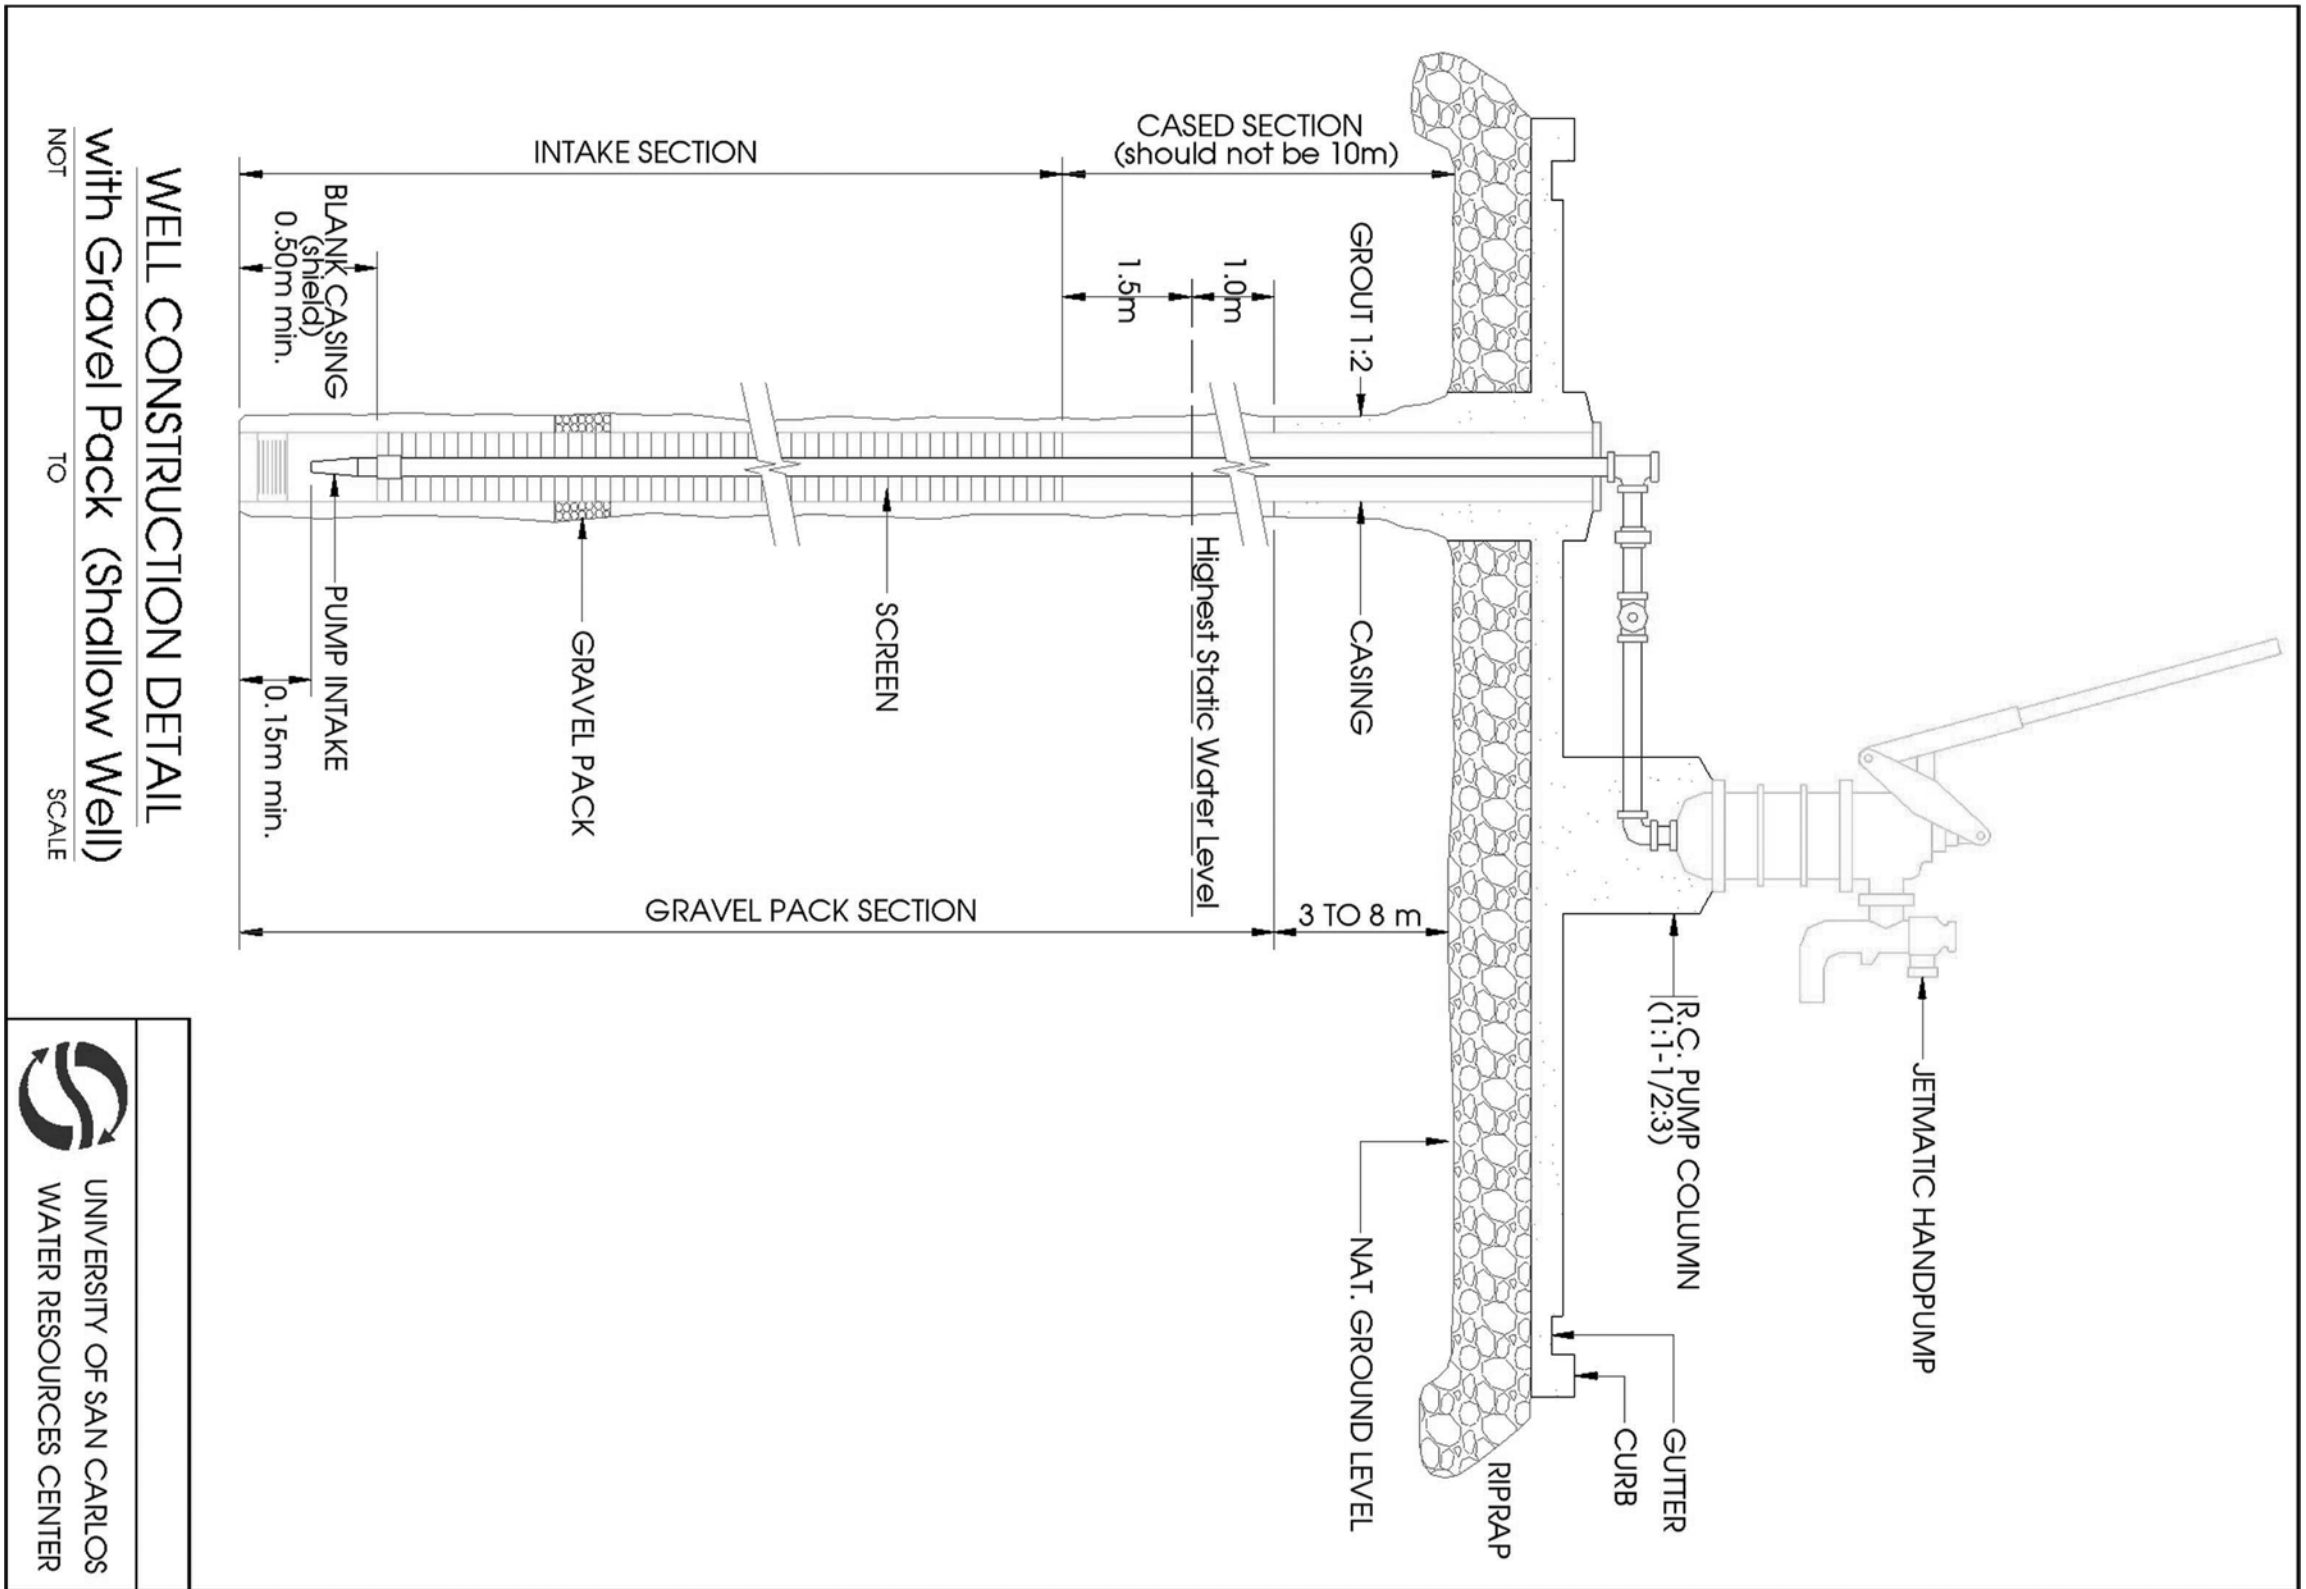 JETMATIC HANDPUMP
R.C. PUMP COLUMN
(1:1-1/2:3)
GUTTER
CURB
RIPRAP
NAT. GROUND LEVEL
CASED SECTION
(should not be 10m)
GROUT 1:2
CASING
3 TO 8 m
1.0m
1.5m
Highest Static Water Level
INTAKE SECTION
SCREEN
GRAVEL PACK
GRAVEL PACK SECTION
BLANK CASING
(shield)
0.50m min.
PUMP INTAKE
0.15m min.
WELL CONSTRUCTION DETAIL
with Gravel Pack (Shallow Well)
NOT TO SCALE
UNIVERSITY OF SAN CARLOS
WATER RESOURCES CENTER